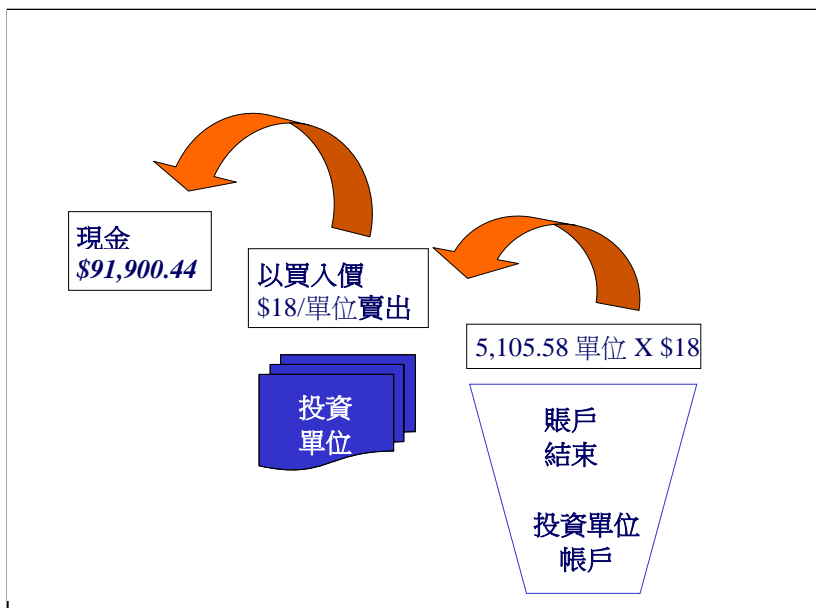 現金
$91,900.44
以買入價
$18/單位賣出
5,105.58 單位 X $18
投資
單位
賬戶
結束
投資單位
帳戶